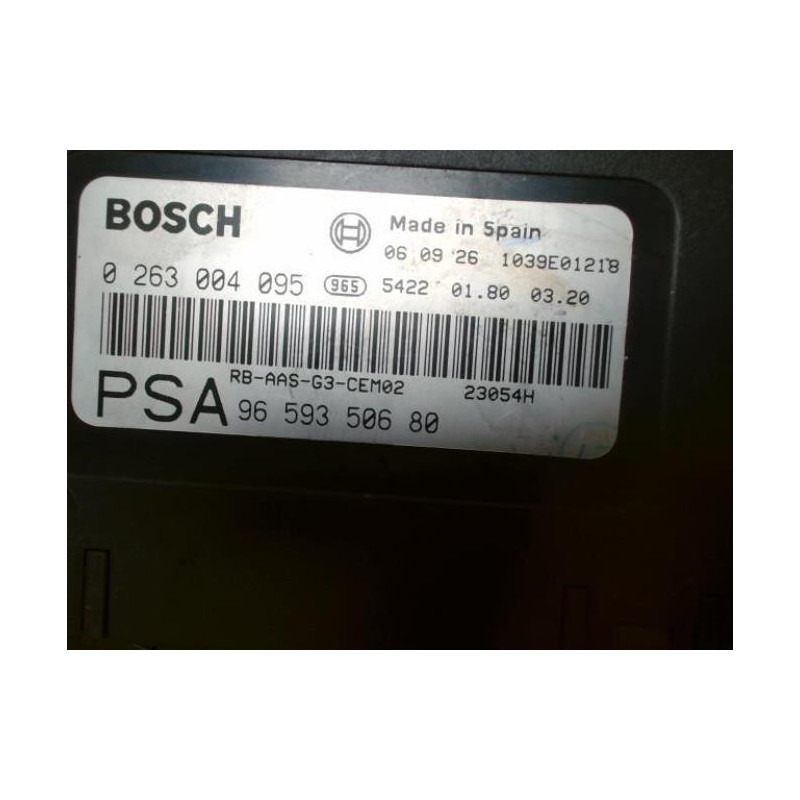 BOSCH
Made in Spain
06 09 26 1039E01218
0 263 004 095 965 5422 01.80 03.20
RB-AAS-G3-CEM02 23054H
PSA 96 593 506 80